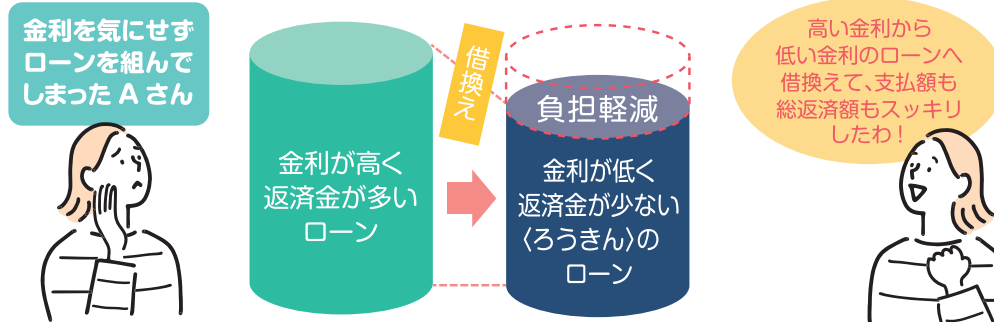 金利を気にせず
ローンを組んで
しまった A さん
金利が高く
返済金が多い
ローン
借換え
負担軽減
金利が低く
返済金が少ない
〈ろうきん〉の
ローン
高い金利から
低い金利のローンへ
借換えて、支払額も
総返済額もスッキリ
したわ！